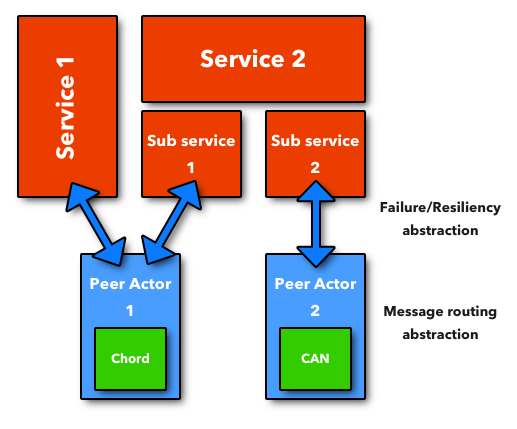 Service 1
Service 2
Sub service
1
Sub service
2
Failure/Resiliency
abstraction
Peer Actor
1
Peer Actor
2
Message routing
abstraction
Chord
CAN